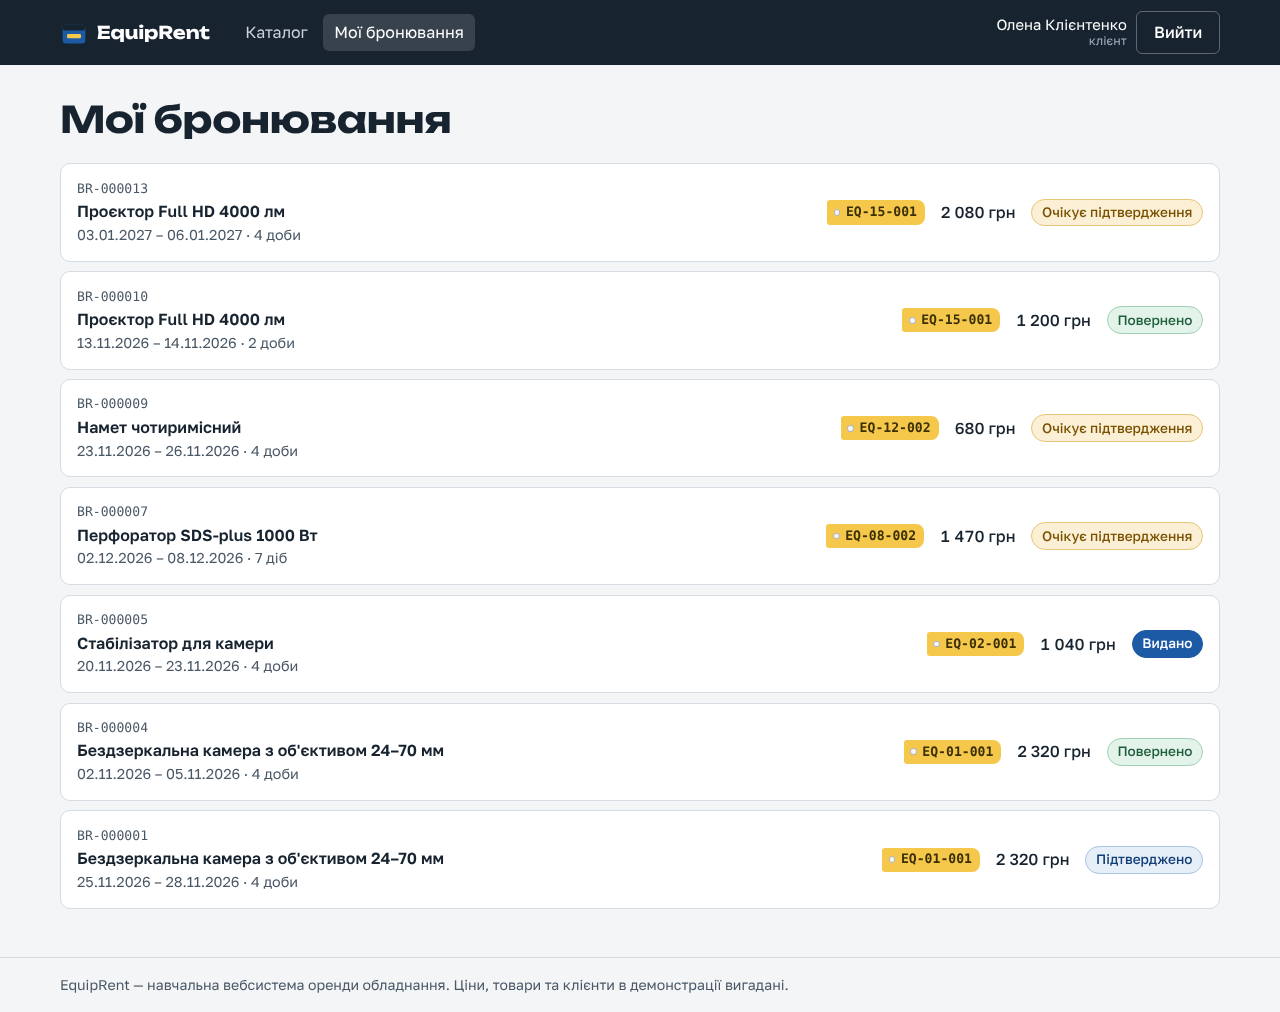 EquipRent Каталог Мої бронювання Олена Клієнтенко Вийти
клієнт
Мої бронювання
BR-000013
Проєктор Full HD 4000 лм
03.01.2027 – 06.01.2027 · 4 доби
EQ-15-001 2 080 грн Очікує підтвердження
BR-000010
Проєктор Full HD 4000 лм
13.11.2026 – 14.11.2026 · 2 доби
EQ-15-001 1 200 грн Повернено
BR-000009
Намет чотиримісний
23.11.2026 – 26.11.2026 · 4 доби
EQ-12-002 680 грн Очікує підтвердження
BR-000007
Перфоратор SDS-plus 1000 Вт
02.12.2026 – 08.12.2026 · 7 діб
EQ-08-002 1 470 грн Очікує підтвердження
BR-000005
Стабілізатор для камери
20.11.2026 – 23.11.2026 · 4 доби
EQ-02-001 1 040 грн Видано
BR-000004
Бездзеркальна камера з об'єктивом 24–70 мм
02.11.2026 – 05.11.2026 · 4 доби
EQ-01-001 2 320 грн Повернено
BR-000001
Бездзеркальна камера з об'єктивом 24–70 мм
25.11.2026 – 28.11.2026 · 4 доби
EQ-01-001 2 320 грн Підтверджено
EquipRent — навчальна вебсистема оренди обладнання. Ціни, товари та клієнти в демонстрації вигадані.